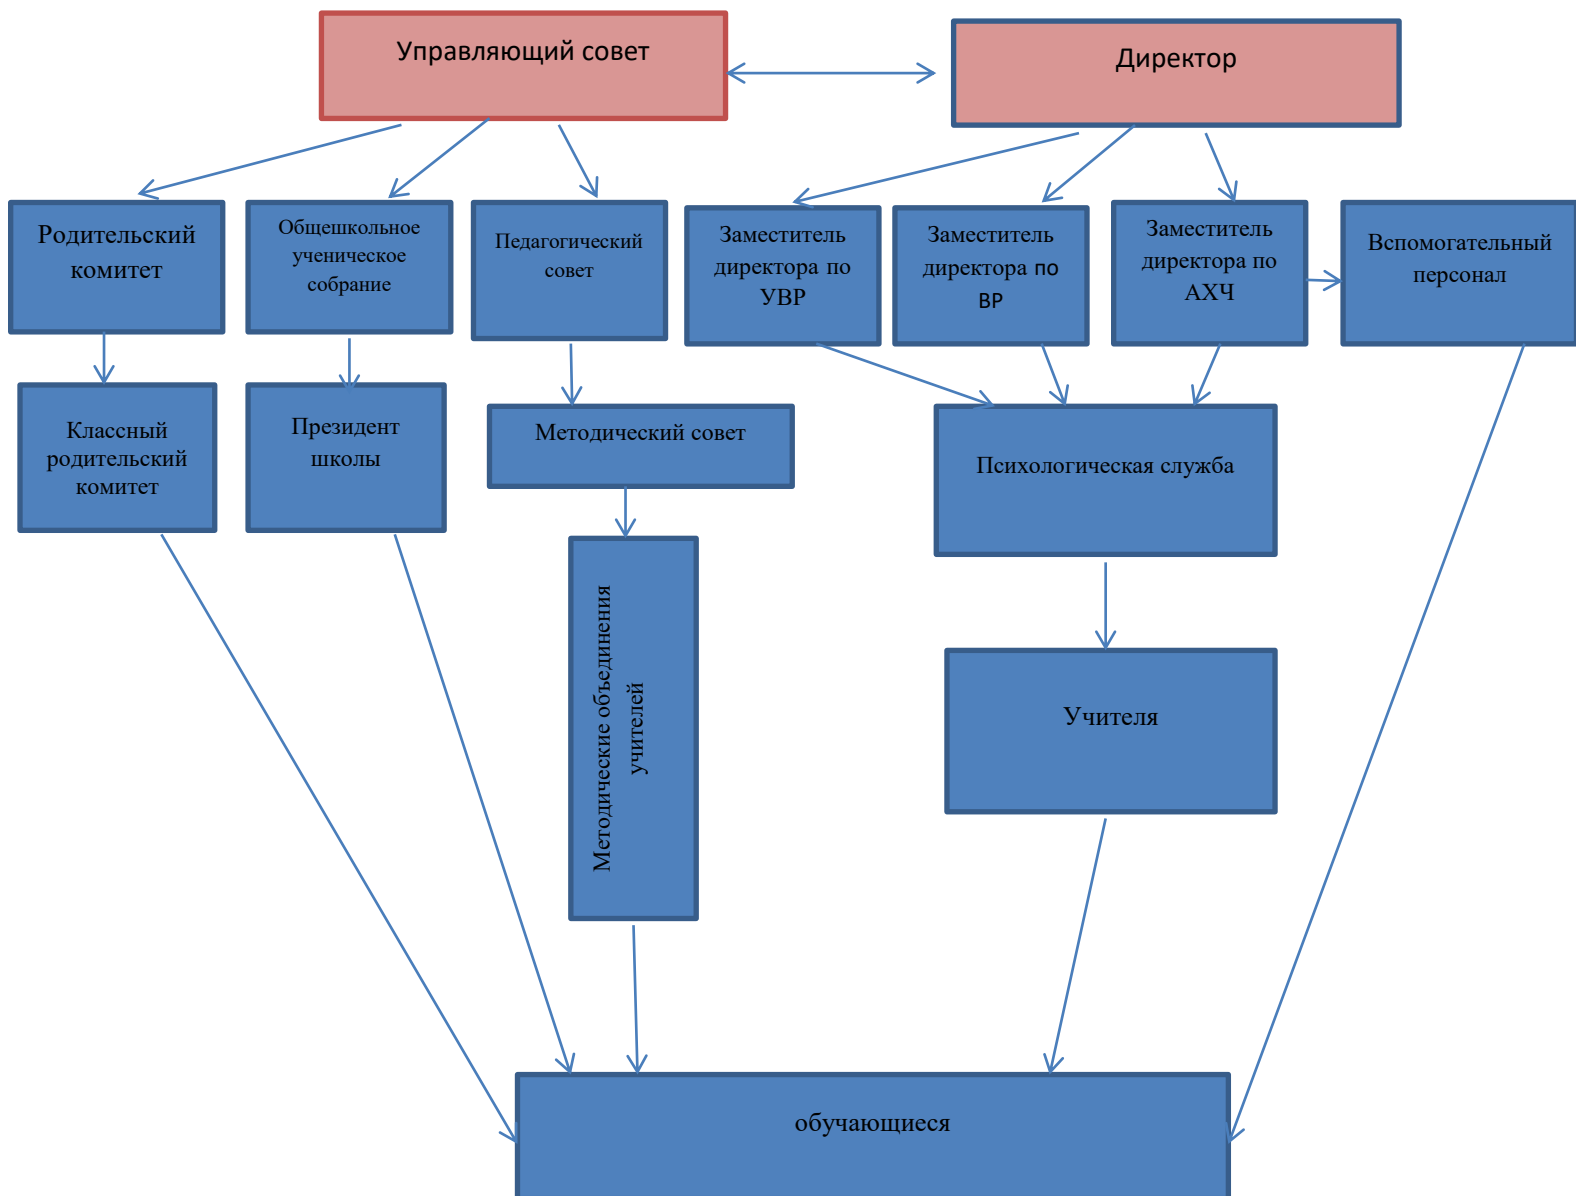 Управляющий совет
Директор
Родительский
комитет
Общешкольное
ученическое
собрание
Педагогический
совет
Заместитель
директора по
УВР
Заместитель
директора по
ВР
Заместитель
директора по
АХЧ
Вспомогательный
персонал
Классный
родительский
комитет
Президент
школы
Методический совет
Психологическая служба
Методические объединения
учителей
Учителя
обучающиеся